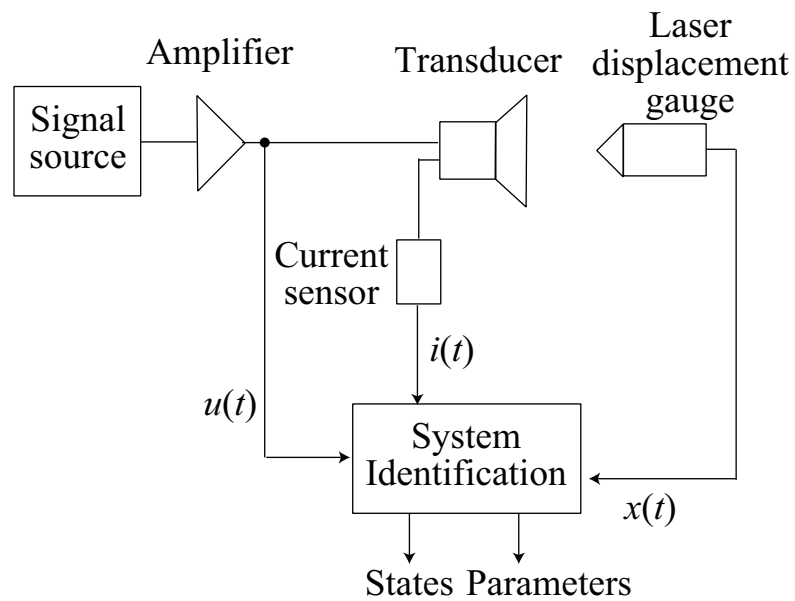 Amplifier
Transducer
Laser
displacement
gauge
Signal
source
Current
sensor
i(t)
u(t)
System
Identification
x(t)
States Parameters